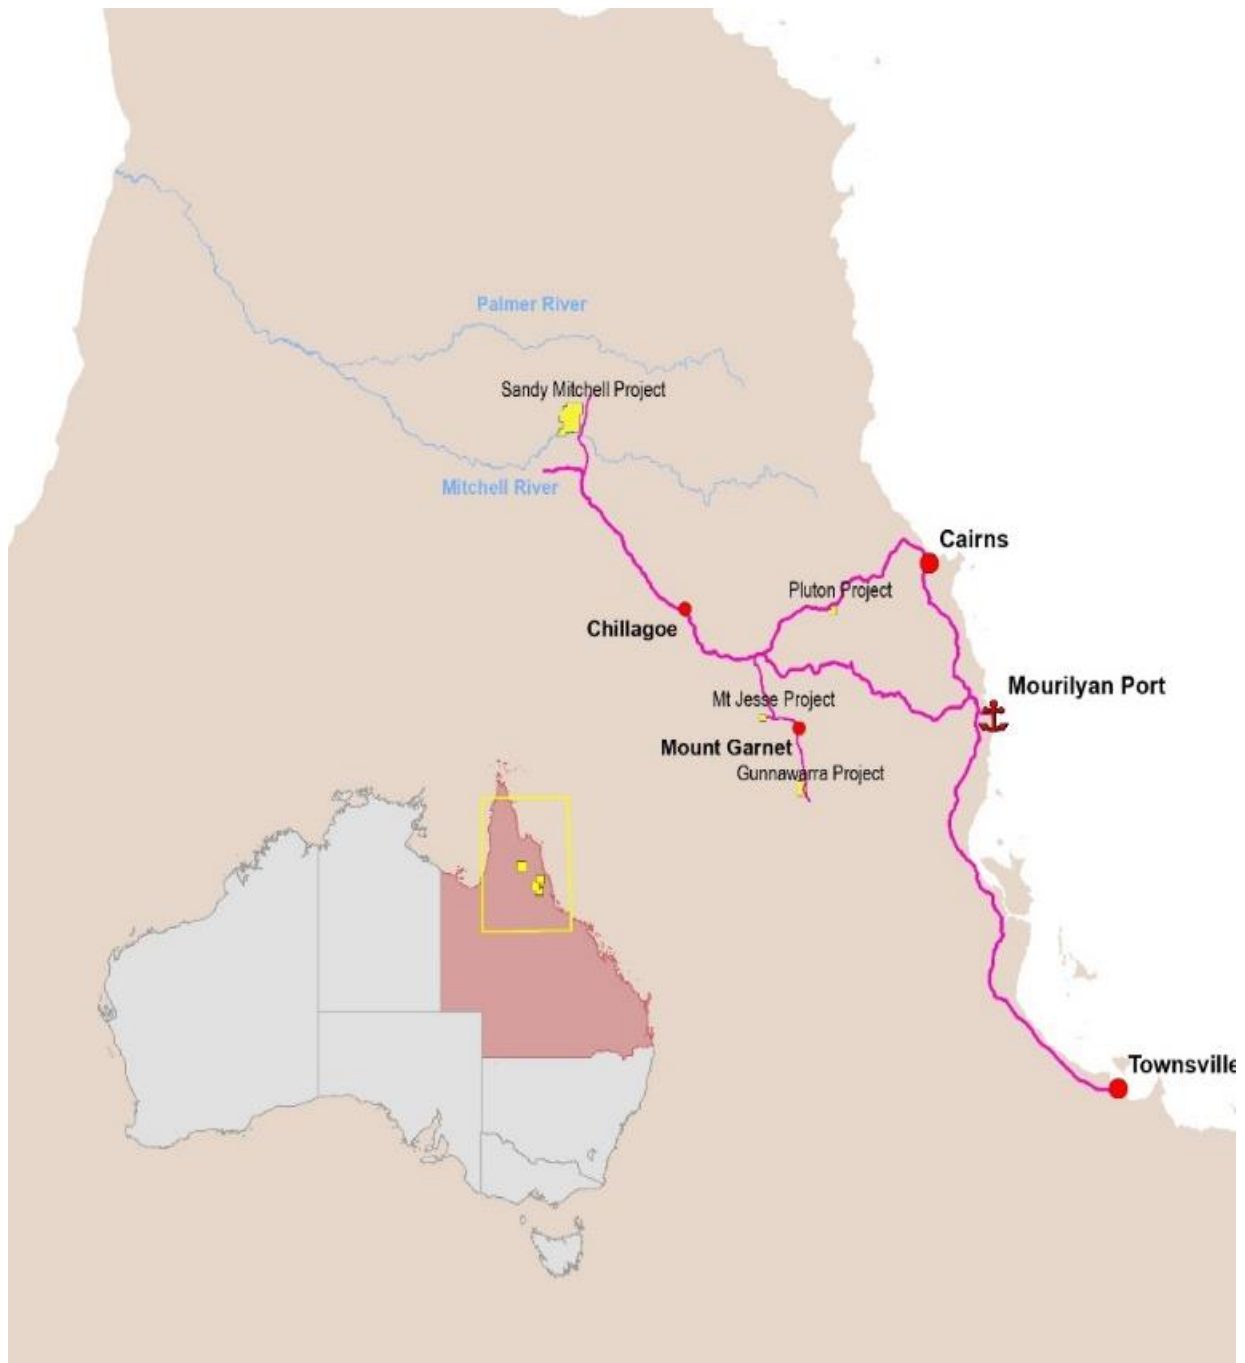 Palmer River
Sandy Mitchell Project
Mitchell River
Cairns
Pluton Project
Chillagoe
Mourilyan Port
Mt Jesse Project
Mount Garnet
Gunnawarra Project
Townsville